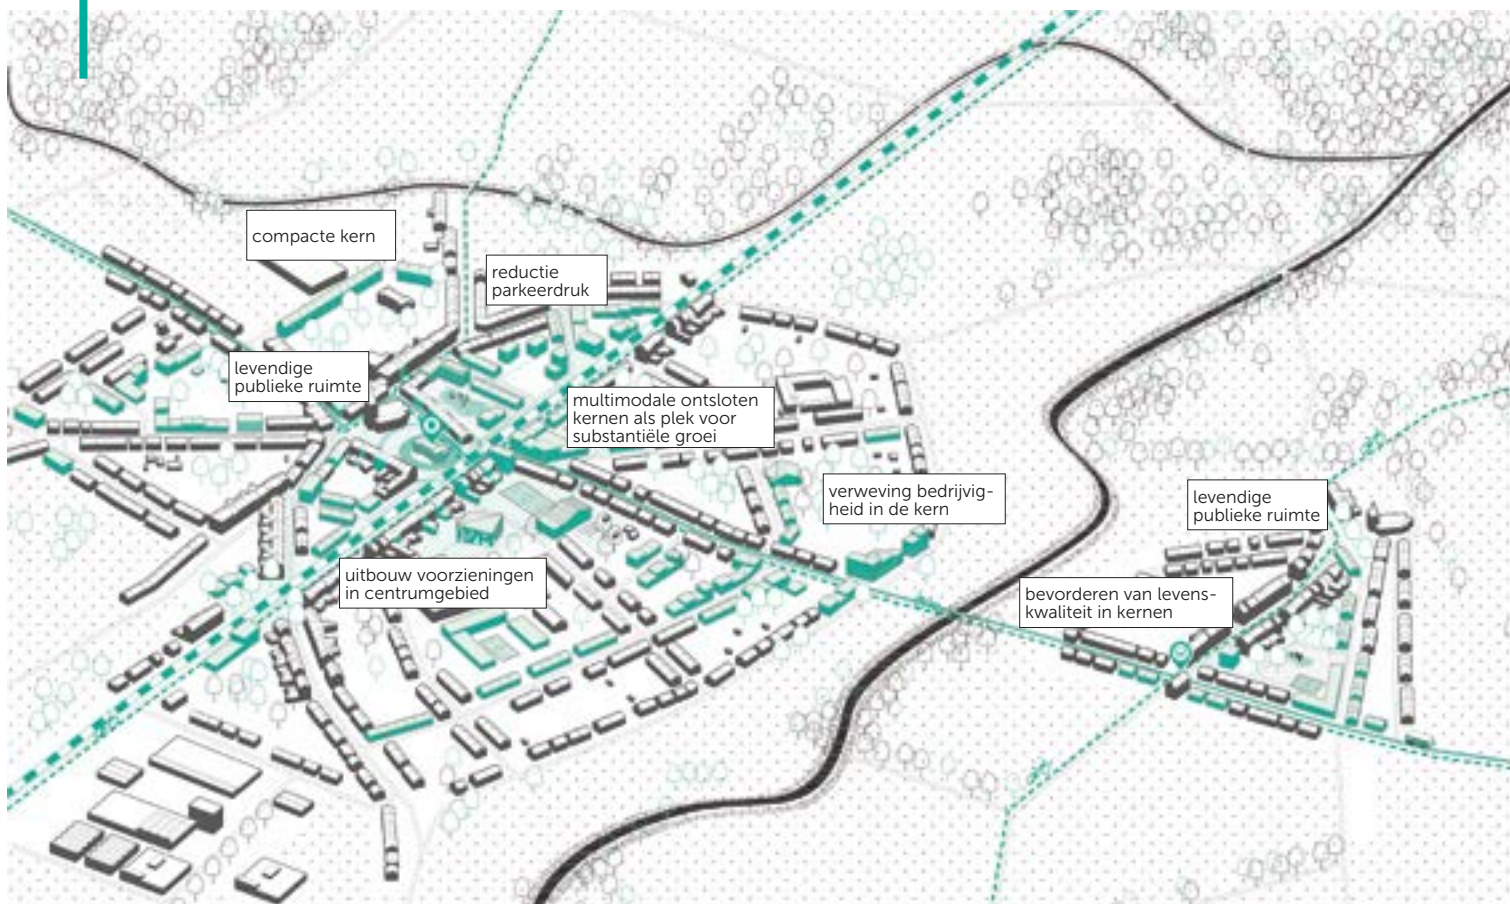 compacte kern
reductie
parkeerdruk
levendige
publieke ruimte
multimodale ontsloten
kernen als plek voor
substantiële groei
verweving bedrijvig-
heid in de kern
levendige
publieke ruimte
uitbouw voorzieningen
in centrumgebied
bevorderen van levens-
kwaliteit in kernen